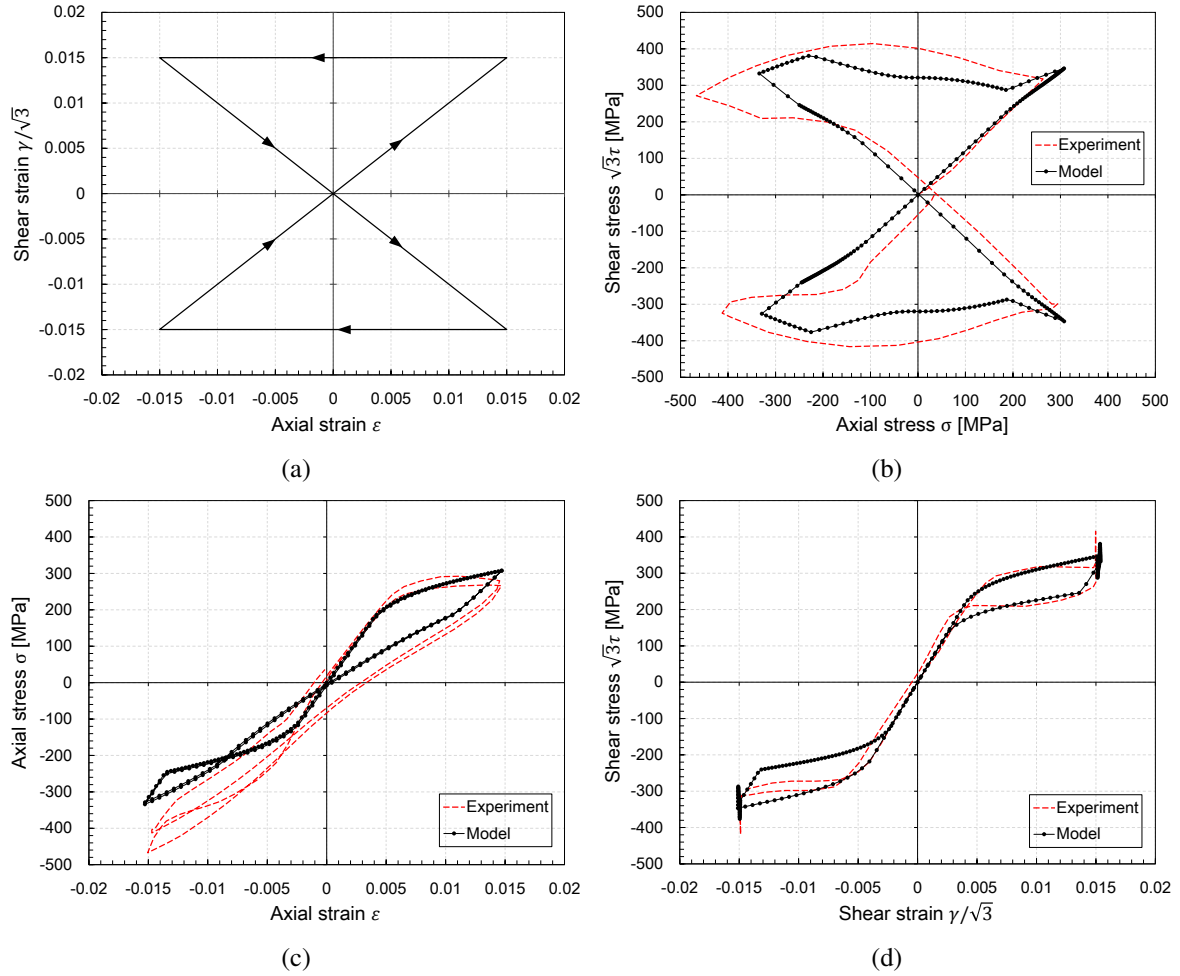 0.02
0.015
0.01
0.005
0
-0.005
-0.01
-0.015
-0.02
Shear strain γ/√3
-0.02 -0.015 -0.01 -0.005 0 0.005 0.01 0.015 0.02
Axial strain ε
(a)
500
400
300
200
100
0
-100
-200
-300
-400
-500
Shear stress √3τ [MPa]
Experiment
Model
-500 -400 -300 -200 -100 0 100 200 300 400 500
Axial stress σ [MPa]
(b)
500
400
300
200
100
0
-100
-200
-300
-400
-500
Axial stress σ [MPa]
Experiment
Model
-0.02 -0.015 -0.01 -0.005 0 0.005 0.01 0.015 0.02
Axial strain ε
(c)
500
400
300
200
100
0
-100
-200
-300
-400
-500
Shear stress √3τ [MPa]
Experiment
Model
-0.02 -0.015 -0.01 -0.005 0 0.005 0.01 0.015 0.02
Shear strain γ/√3
(d)